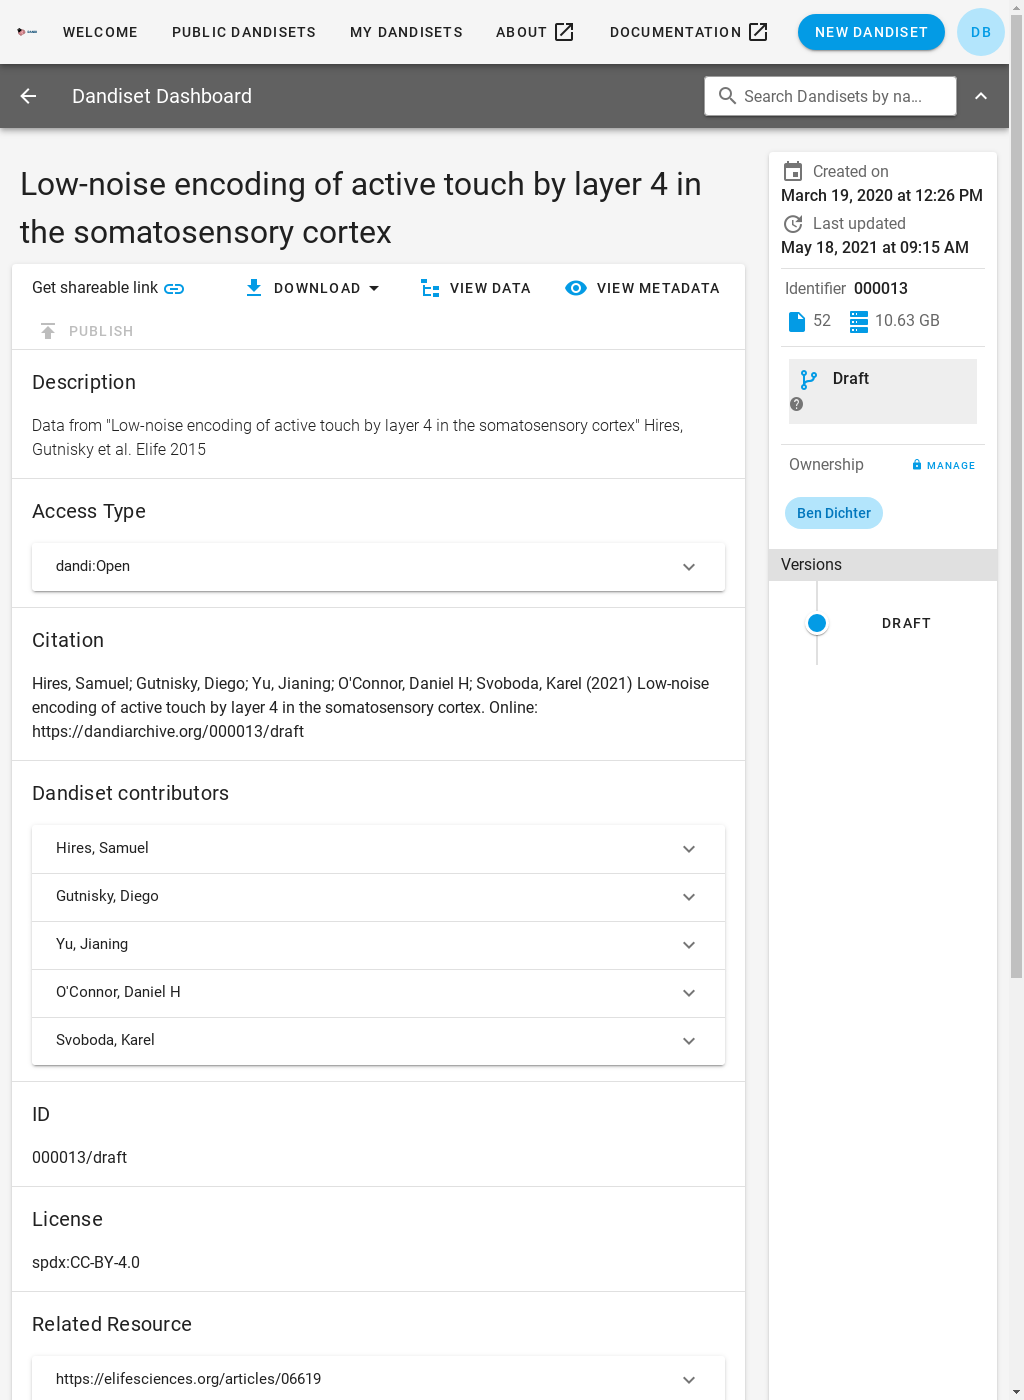 WELCOME PUBLIC DANDISETS MY DANDISETS ABOUT DOCUMENTATION NEW DANDISET DB
Dandiset Dashboard Search Dandisets by na...
Low-noise encoding of active touch by layer 4 in
the somatosensory cortex
Get shareable link DOWNLOAD VIEW DATA VIEW METADATA
PUBLISH
Description
Data from "Low-noise encoding of active touch by layer 4 in the somatosensory cortex" Hires,
Gutnisky et al. Elife 2015
Access Type
dandi:Open
Citation
Hires, Samuel; Gutnisky, Diego; Yu, Jianing; O'Connor, Daniel H; Svoboda, Karel (2021) Low-noise
encoding of active touch by layer 4 in the somatosensory cortex. Online:
https://dandiarchive.org/000013/draft
Dandiset contributors
Hires, Samuel
Gutnisky, Diego
Yu, Jianing
O'Connor, Daniel H
Svoboda, Karel
ID
000013/draft
License
spdx:CC-BY-4.0
Related Resource
https://elifesciences.org/articles/06619
Created on
March 19, 2020 at 12:26 PM
Last updated
May 18, 2021 at 09:15 AM
Identifier 000013
52 10.63 GB
Draft
Ownership MANAGE
Ben Dichter
Versions
DRAFT